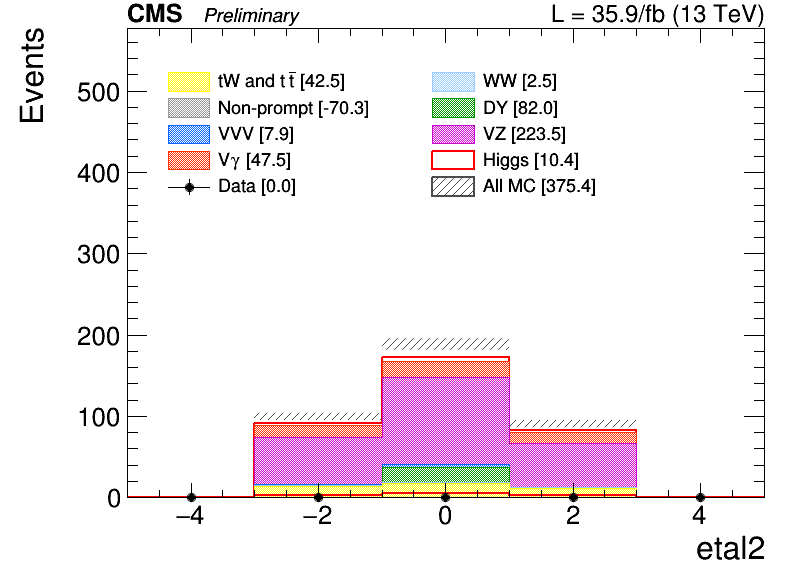 CMS Preliminary L = 35.9/fb (13 TeV)
Events
tW and t t̄ [42.5] WW [2.5]
Non-prompt [-70.3] DY [82.0]
VVV [7.9] VZ [223.5]
Vγ [47.5] Higgs [10.4]
Data [0.0] All MC [375.4]
500
400
300
200
100
0
−4 −2 0 2 4
etal2